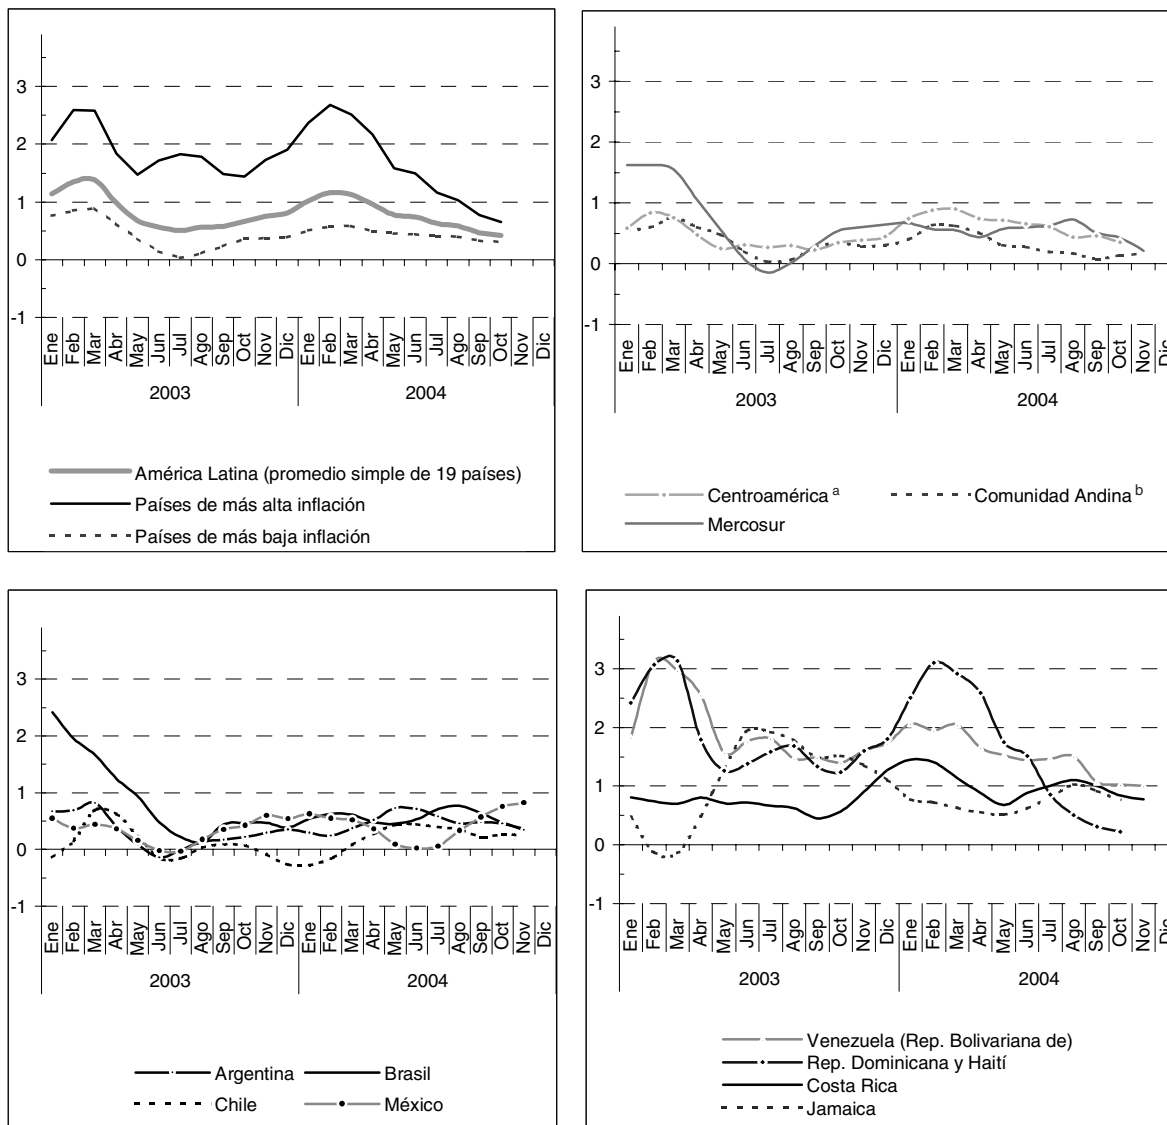 3
2
1
0
-1
Ene Feb Mar Abr May Jun Jul Ago Sep Oct Nov Dic Ene Feb Mar Abr May Jun Jul Ago Sep Oct Nov Dic
2003 2004
América Latina (promedio simple de 19 países)
Países de más alta inflación
Países de más baja inflación
3
2
1
0
-1
Ene Feb Mar Abr May Jun Jul Ago Sep Oct Nov Dic Ene Feb Mar Abr May Jun Jul Ago Sep Oct Nov Dic
2003 2004
Centroamérica a Comunidad Andina b
Mercosur
3
2
1
0
-1
Ene Feb Mar Abr May Jun Jul Ago Sep Oct Nov Dic Ene Feb Mar Abr May Jun Jul Ago Sep Oct Nov Dic
2003 2004
Argentina Brasil
Chile México
3
2
1
0
-1
Ene Feb Mar Abr May Jun Jul Ago Sep Oct Nov Dic Ene Feb Mar Abr May Jun Jul Ago Sep Oct Nov Dic
2003 2004
Venezuela (Rep. Bolivariana de)
Rep. Dominicana y Haití
Costa Rica
Jamaica